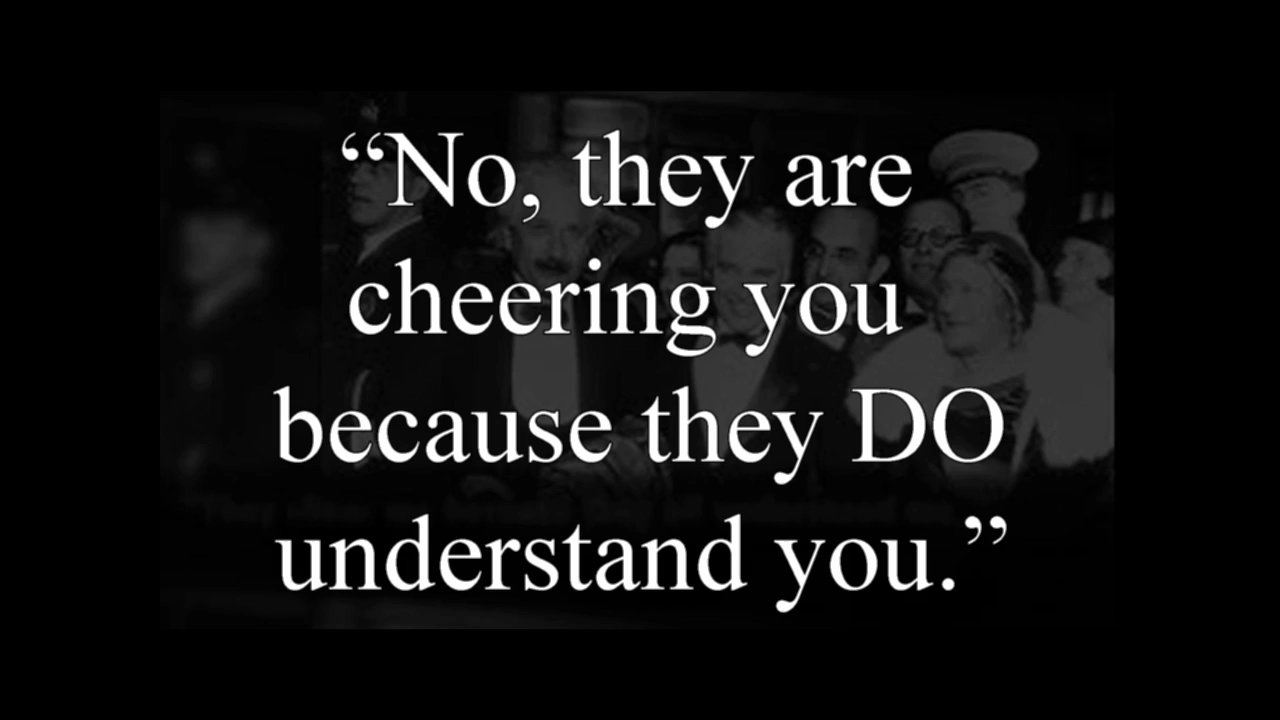 “No, they are
cheering you
because they DO
understand you.”